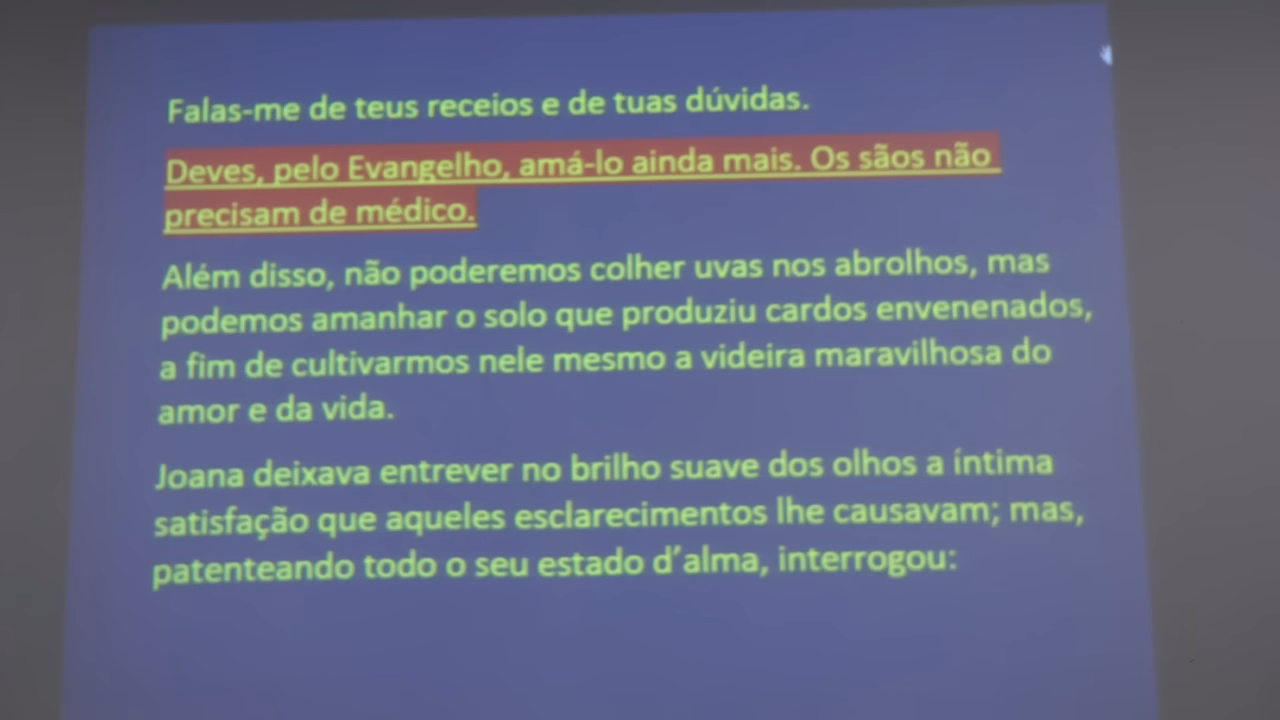 Falas-me de teus receios e de tuas dúvidas.
Deves, pelo Evangelho, amá-lo ainda mais. Os sãos não
precisam de médico.
Além disso, não poderemos colher uvas nos abrolhos, mas
podemos amanhar o solo que produziu cardos envenenados,
a fim de cultivarmos nele mesmo a videira maravilhosa do
amor e da vida.
Joana deixava entrever no brilho suave dos olhos a íntima
satisfação que aqueles esclarecimentos lhe causavam; mas,
patenteando todo o seu estado d’alma, interrogou: